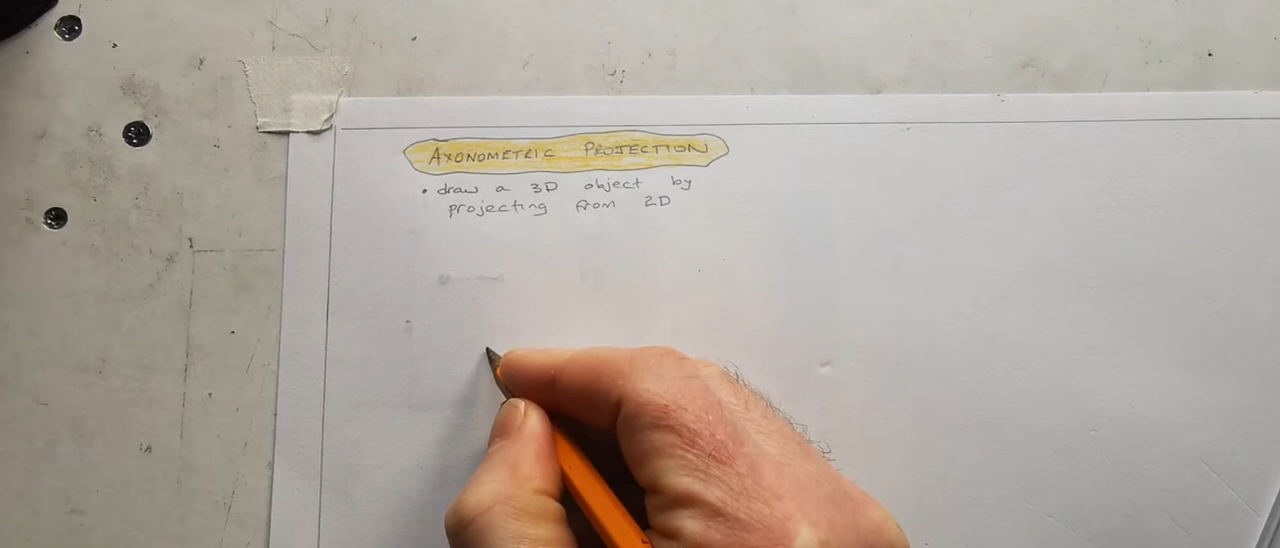 AXONOMETRIC PROJECTION
• draw a 3D object by
projecting from 2D